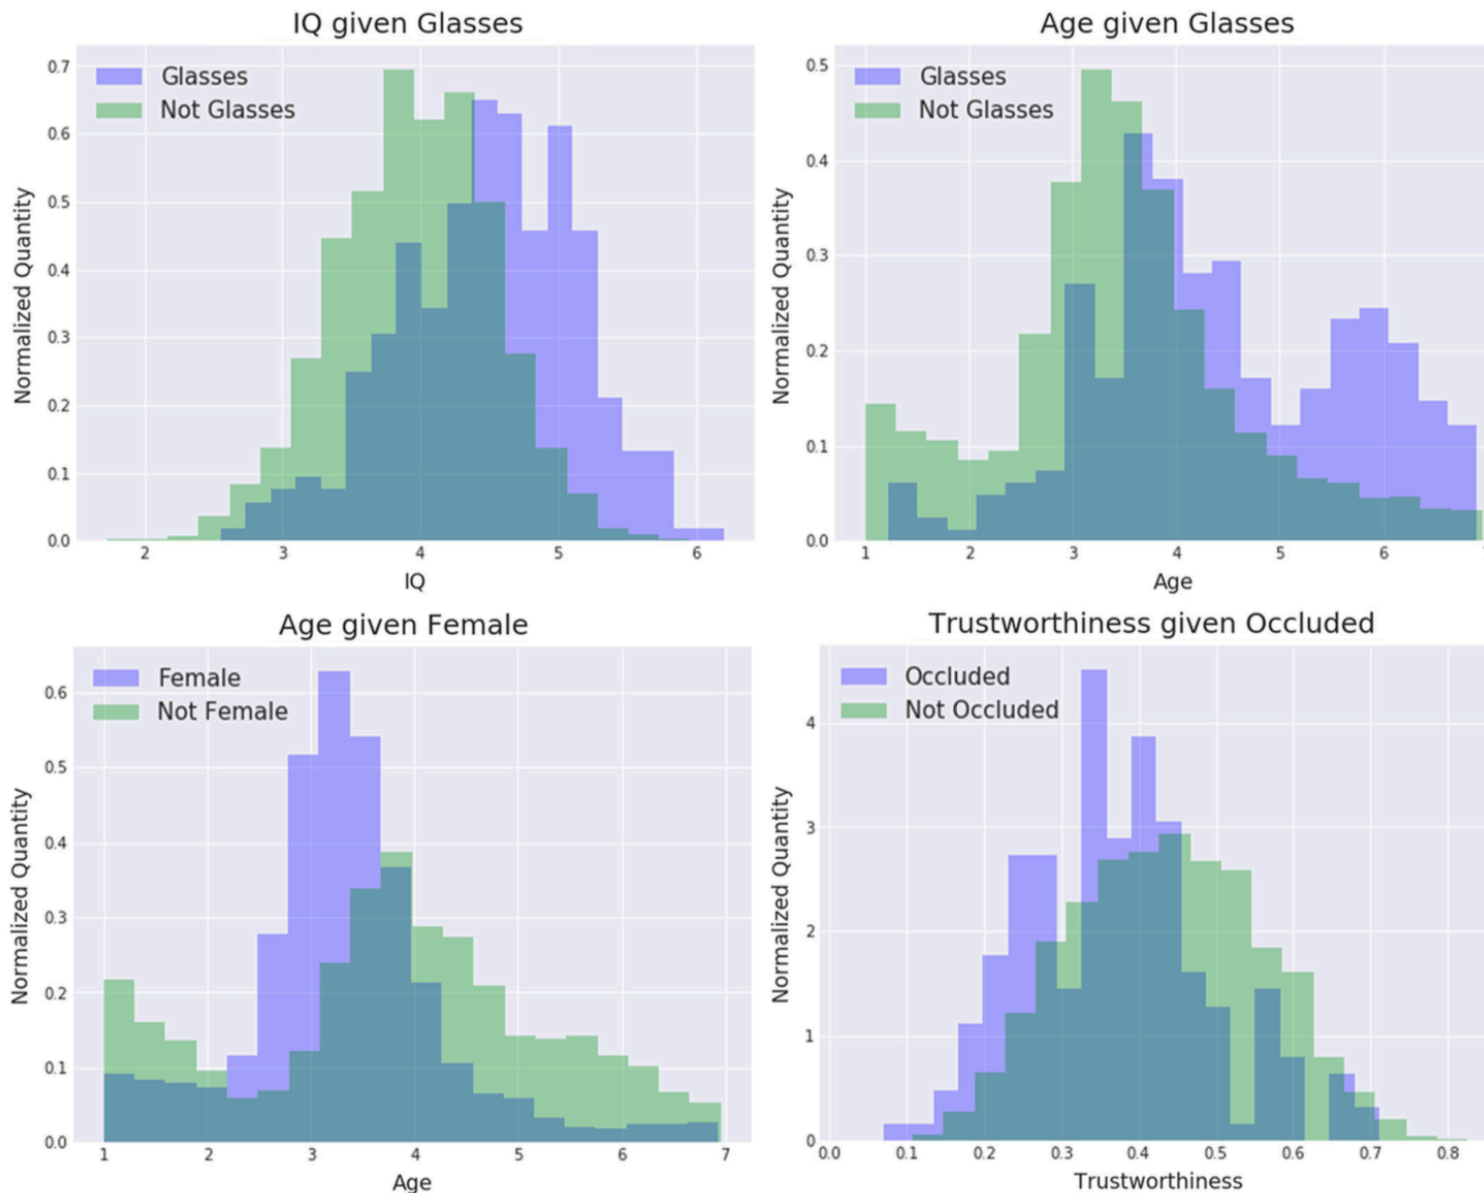 IQ given Glasses
Glasses
Not Glasses
Normalized Quantity
0.7
0.6
0.5
0.4
0.3
0.2
0.1
0.0
2 3 4 5 6
IQ
Age given Glasses
Glasses
Not Glasses
Normalized Quantity
0.5
0.4
0.3
0.2
0.1
0.0
1 2 3 4 5 6
Age
Age given Female
Female
Not Female
Normalized Quantity
0.6
0.5
0.4
0.3
0.2
0.1
0.0
1 2 3 4 5 6 7
Age
Trustworthiness given Occluded
Occluded
Not Occluded
Normalized Quantity
4
3
2
1
0
0.0 0.1 0.2 0.3 0.4 0.5 0.6 0.7 0.8
Trustworthiness